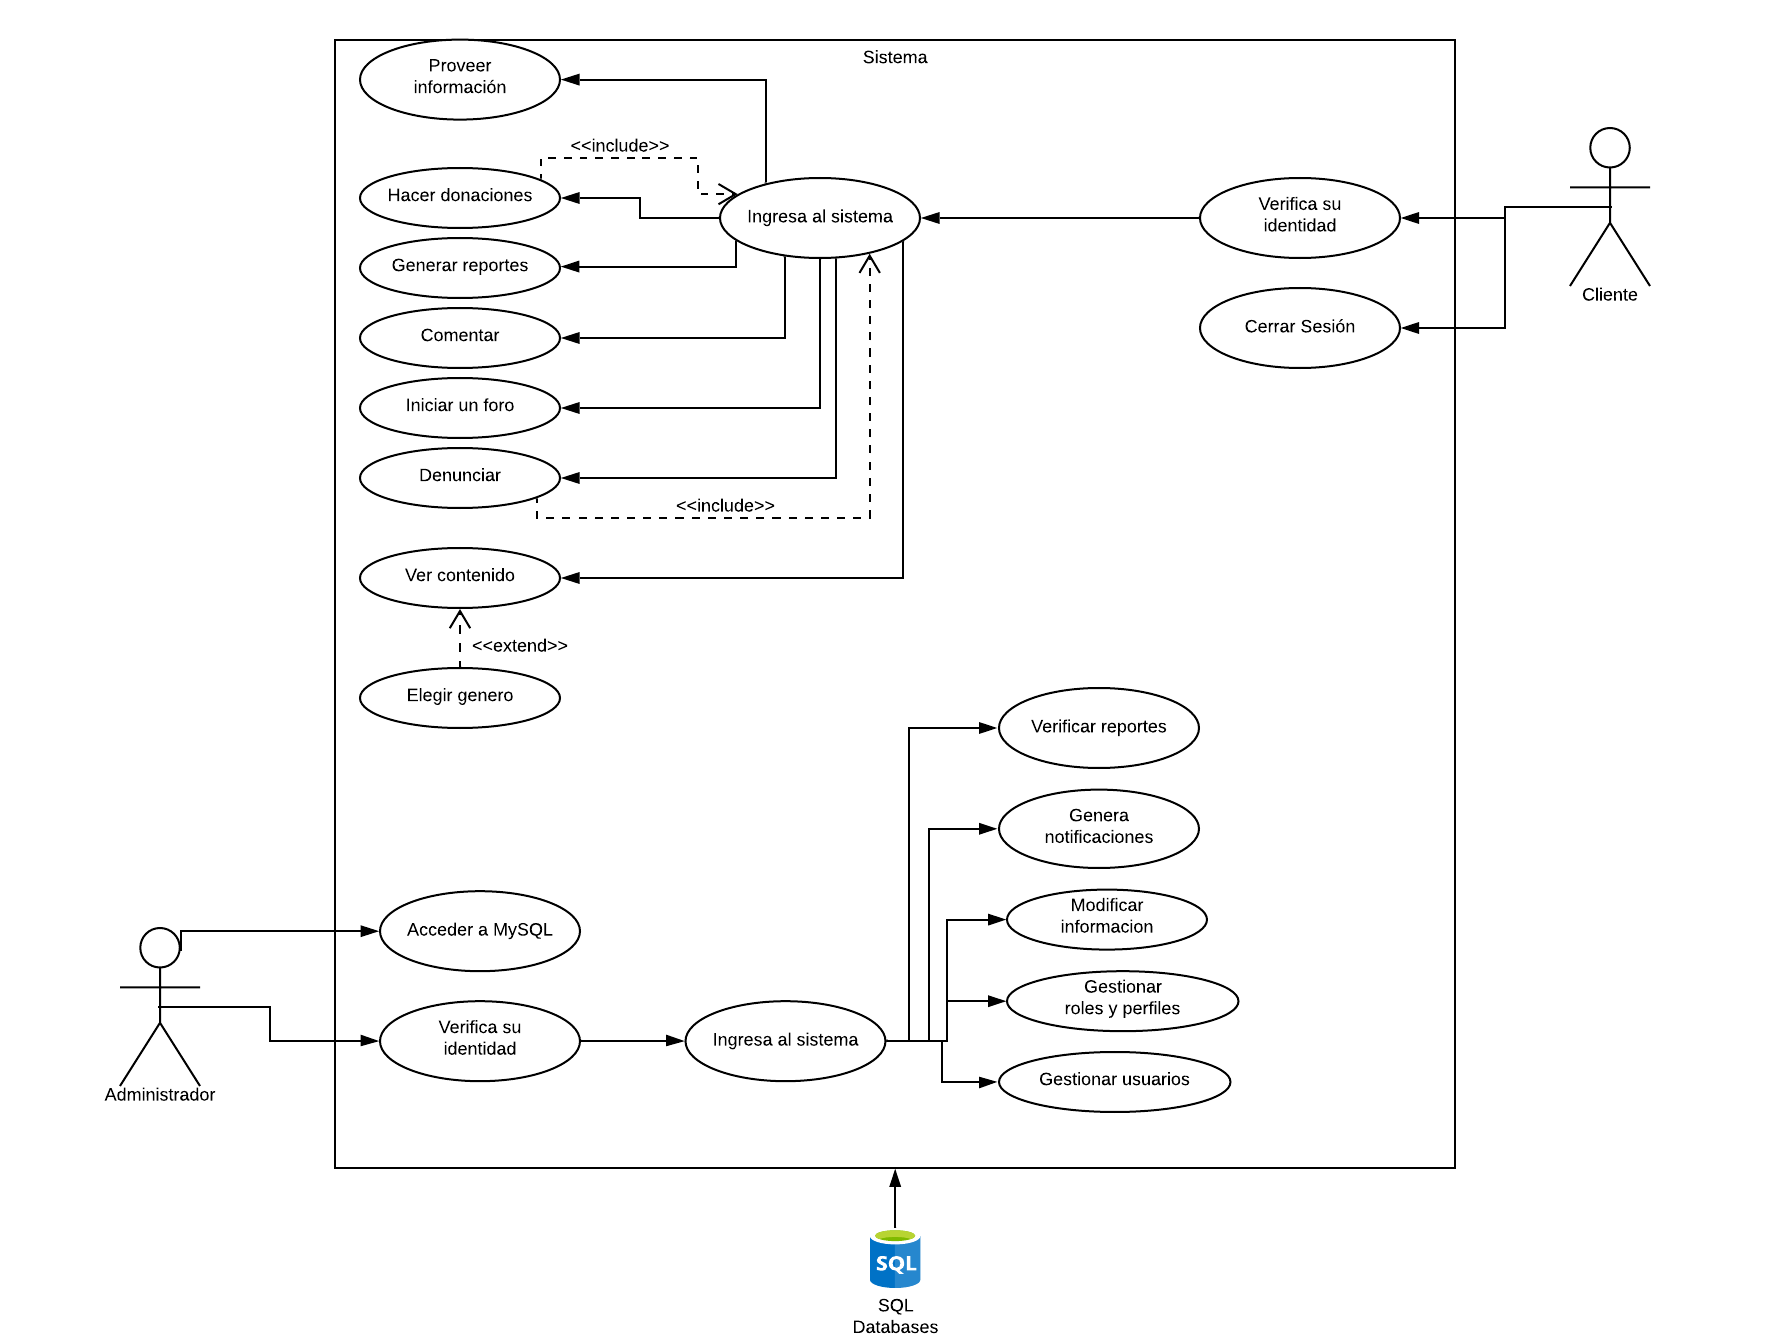 Sistema
Proveer
información
<<include>>
Hacer donaciones
Ingresa al sistema
Verifica su
identidad
Generar reportes
Cliente
Comentar
Cerrar Sesión
Iniciar un foro
Denunciar
<<include>>
Ver contenido
<<extend>>
Elegir genero
Verificar reportes
Genera
notificaciones
Modificar
informacion
Acceder a MySQL
Gestionar
roles y perfiles
Verifica su
identidad
Ingresa al sistema
Gestionar usuarios
Administrador
SQL
SQL
Databases